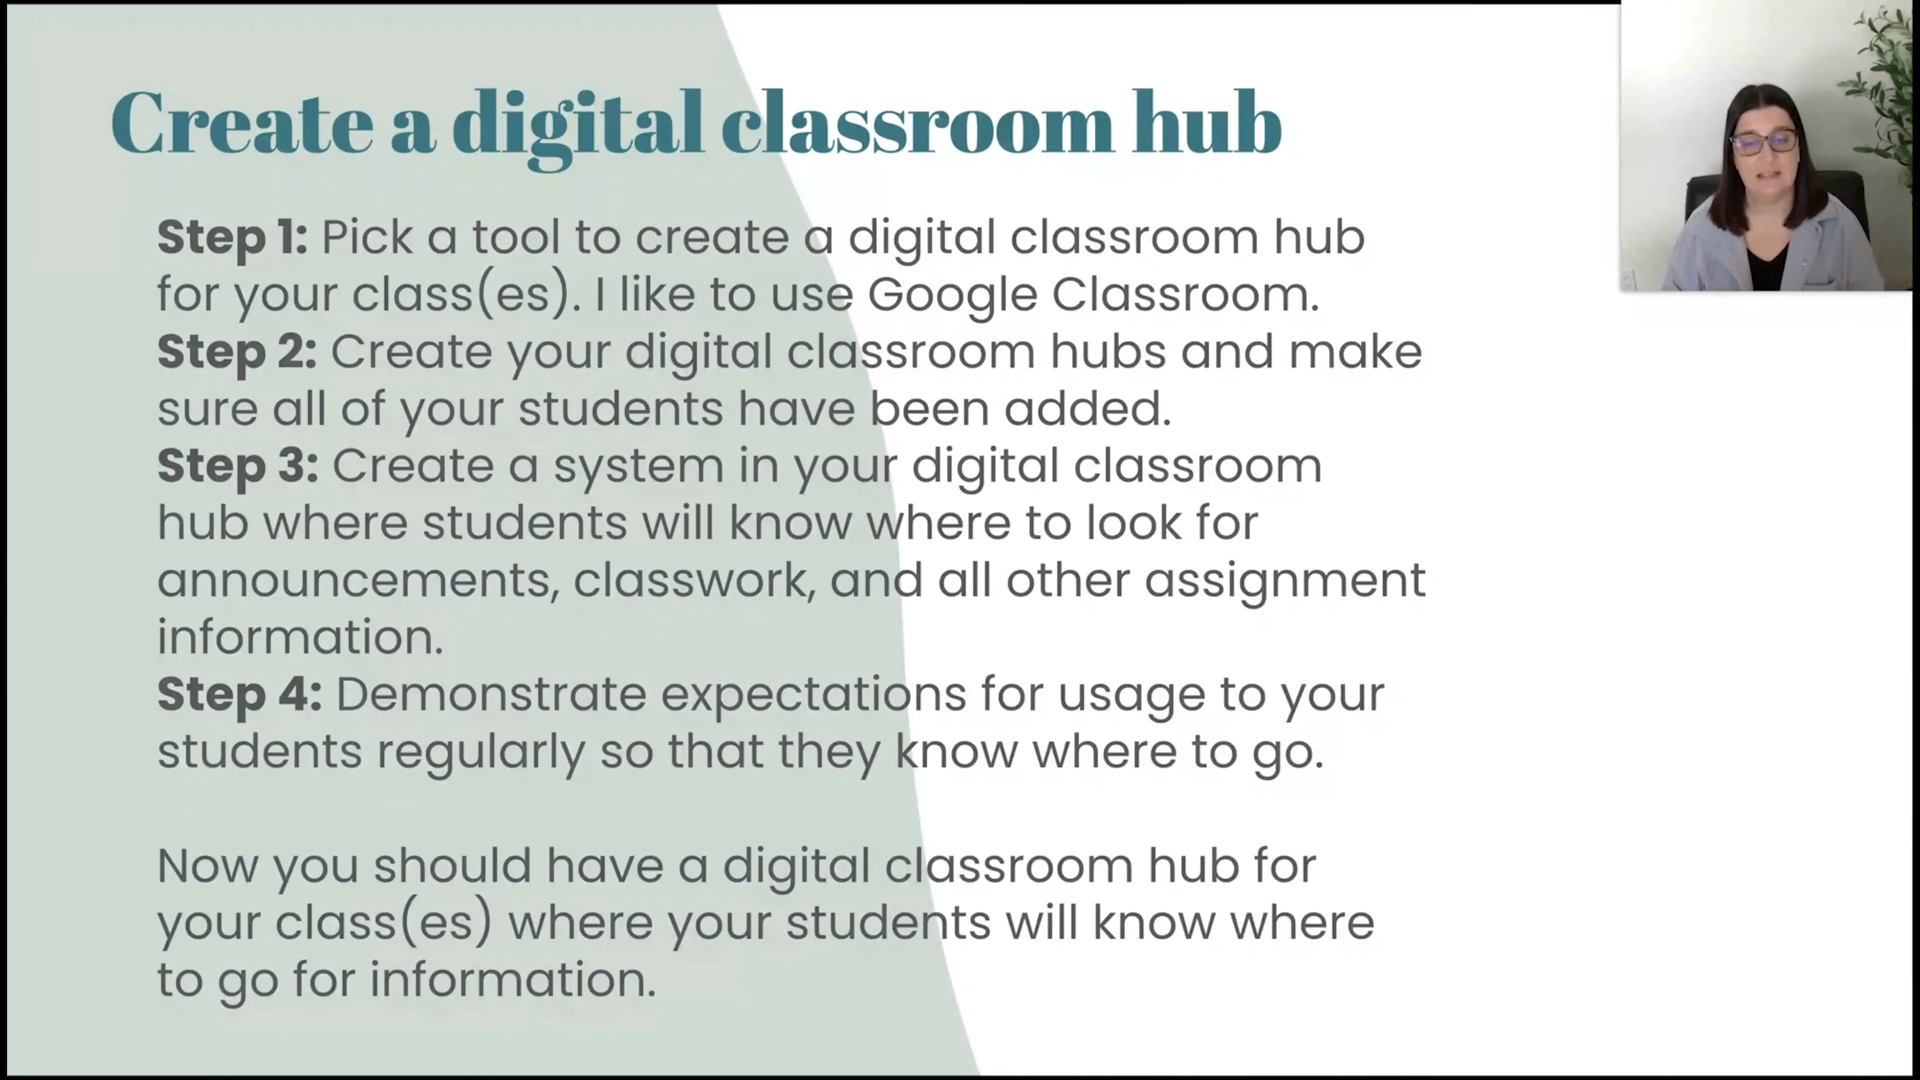 Create a digital classroom hub
Step 1: Pick a tool to create a digital classroom hub
for your class(es). I like to use Google Classroom.
Step 2: Create your digital classroom hubs and make
sure all of your students have been added.
Step 3: Create a system in your digital classroom
hub where students will know where to look for
announcements, classwork, and all other assignment
information.
Step 4: Demonstrate expectations for usage to your
students regularly so that they know where to go.
Now you should have a digital classroom hub for
your class(es) where your students will know where
to go for information.